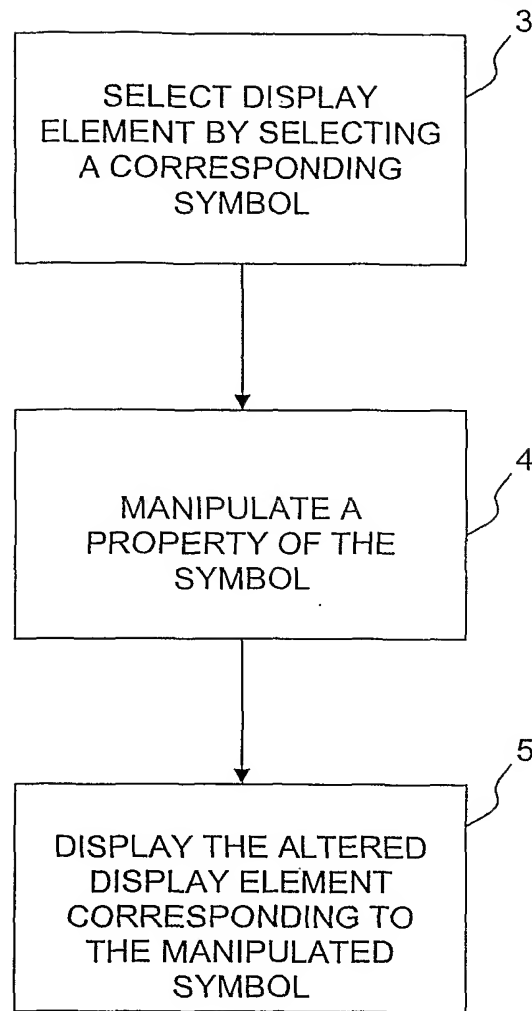 3
SELECT DISPLAY
ELEMENT BY SELECTING
A CORRESPONDING
SYMBOL
4
MANIPULATE A
PROPERTY OF THE
SYMBOL
5
DISPLAY THE ALTERED
DISPLAY ELEMENT
CORRESPONDING TO
THE MANIPULATED
SYMBOL